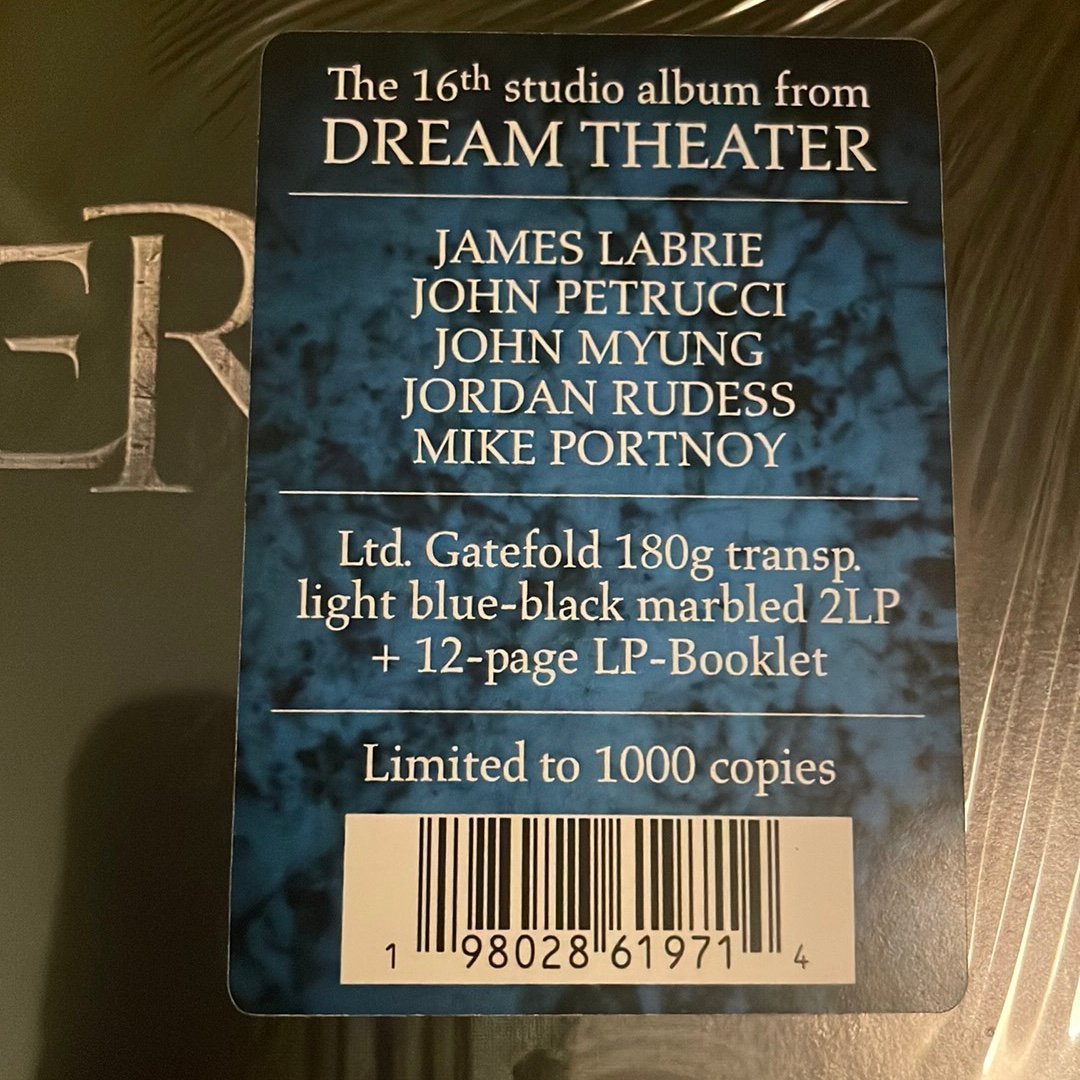 ER
The 16th studio album from
DREAM THEATER
JAMES LABRIE
JOHN PETRUCCI
JOHN MYUNG
JORDAN RUDESS
MIKE PORTNOY
Ltd. Gatefold 180g transp.
light blue-black marbled 2LP
+ 12-page LP-Booklet
Limited to 1000 copies
1 98028 61971 4